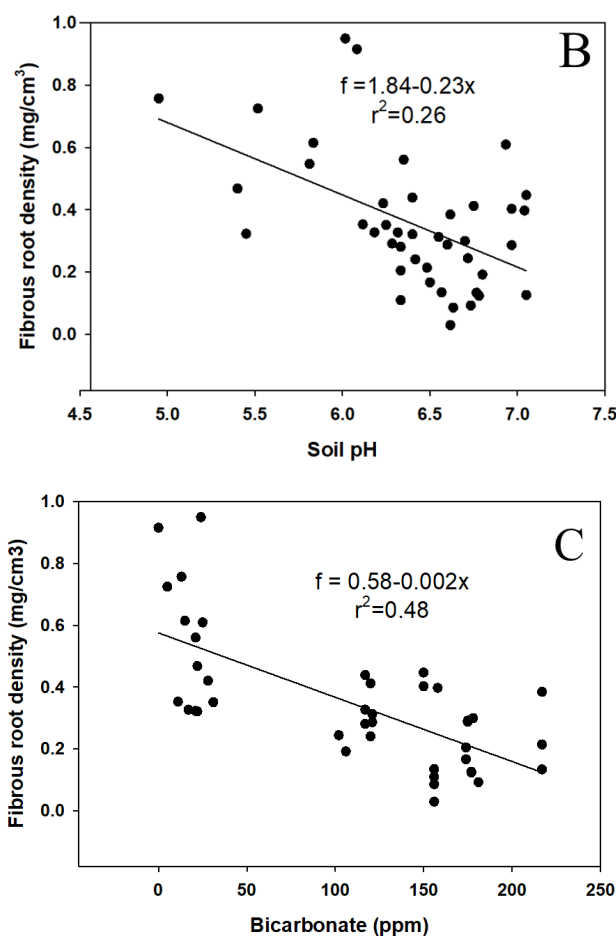 B
f =1.84-0.23x
r²=0.26
Fibrous root density (mg/cm³)
1.0
0.8
0.6
0.4
0.2
0.0
4.5 5.0 5.5 6.0 6.5 7.0 7.5
Soil pH
C
f = 0.58-0.002x
r²=0.48
Fibrous root density (mg/cm3)
1.0
0.8
0.6
0.4
0.2
0.0
0 50 100 150 200 250
Bicarbonate (ppm)